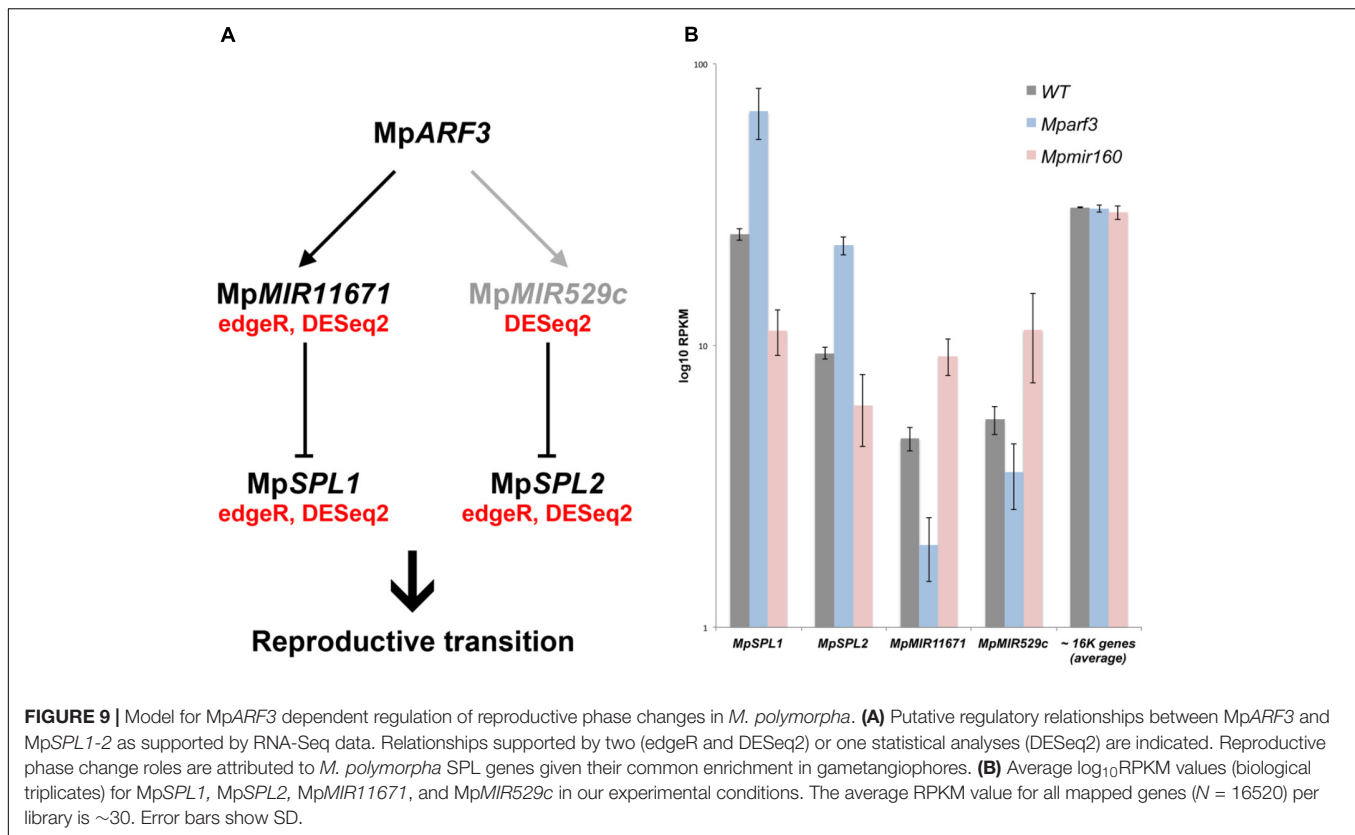 A
MpARF3
MpMIR11671
edgeR, DESeq2
MpMIR529c
DESeq2
MpSPL1
edgeR, DESeq2
MpSPL2
edgeR, DESeq2
Reproductive transition
B
100
10
1
log10 RPKM
WT
Mparf3
Mpmir160
MpSPL1
MpSPL2
MpMIR11671
MpMIR529c
~ 16K genes
(average)
FIGURE 9 | Model for MpARF3 dependent regulation of reproductive phase changes in M. polymorpha. (A) Putative regulatory relationships between MpARF3 and
MpSPL1-2 as supported by RNA-Seq data. Relationships supported by two (edgeR and DESeq2) or one statistical analyses (DESeq2) are indicated. Reproductive
phase change roles are attributed to M. polymorpha SPL genes given their common enrichment in gametangiophores. (B) Average log₁₀RPKM values (biological
triplicates) for MpSPL1, MpSPL2, MpMIR11671, and MpMIR529c in our experimental conditions. The average RPKM value for all mapped genes (N = 16520) per
library is ∼30. Error bars show SD.